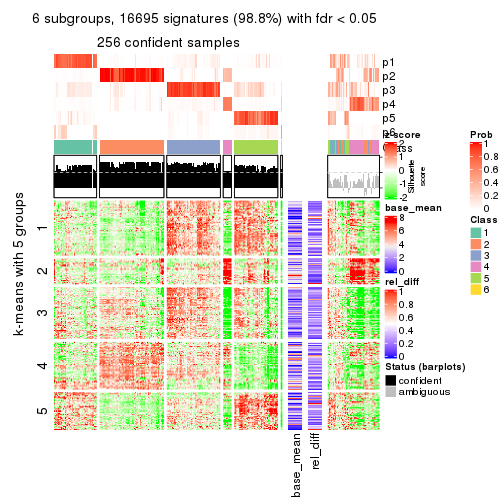 6 subgroups, 16695 signatures (98.8%) with fdr < 0.05
256 confident samples
p1
p2
p3
p4
p5
p6
Class
Silhouette
score
k-means with 5 groups
1
2
3
4
5
base_mean
rel_diff
z-score
2
1
0
-1
-2
base_mean
8
6
4
2
0
rel_diff
1
0.8
0.6
0.4
0.2
0
Status (barplots)
confident
ambiguous
Prob
1
0.8
0.6
0.4
0.2
0
Class
1
2
3
4
5
6